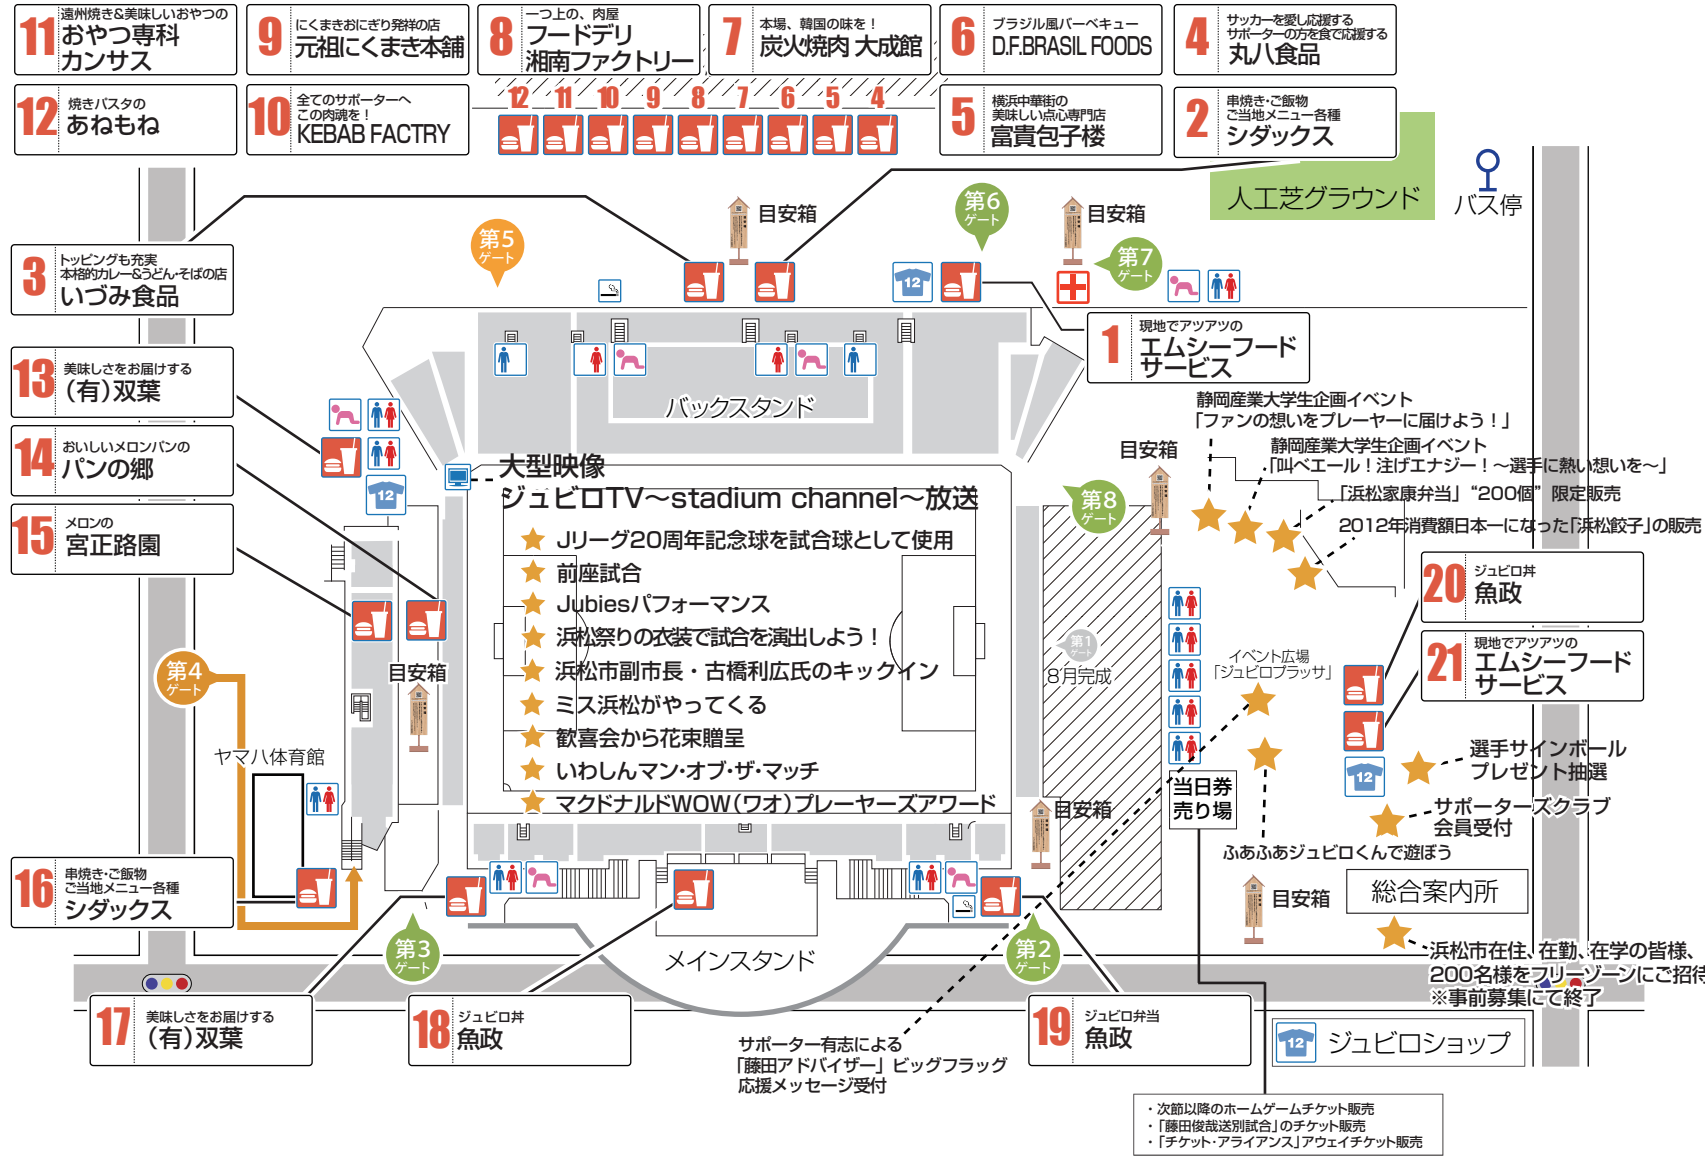 11
遠州焼き&美味しいおやつの
おやつ専科
カンサス
9
にくまきおにぎり発祥の店
元祖にくまき本舗
8
一つ上の、肉屋
フードデリ
湘南ファクトリー
7
本場、韓国の味を！
炭火焼肉 大成館
6
ブラジル風バーベキュー
D.F.BRASIL FOODS
4
サッカーを愛し応援する
サポーターの方を食で応援する
丸八食品
12
焼きパスタの
あねもね
10
全てのサポーターへ
この肉魂を！
KEBAB FACTRY
12 11 10 9 8 7 6 5 4
5
横浜中華街の
美味しい点心専門店
富貴包子楼
2
串焼き・ご飯物
ご当地メニュー各種
シダックス
人工芝グラウンド
バス停
目安箱
第6
ゲート
目安箱
第5
ゲート
第7
ゲート
3
トッピングも充実
本格的カレー&うどん・そばの店
いづみ食品
12
1
現地でアツアツの
エムシーフード
サービス
13
美味しさをお届けする
(有)双葉
バックスタンド
静岡産業大学生企画イベント
「ファンの想いをプレーヤーに届けよう！」
静岡産業大学生企画イベント
「叫べエール！注げエナジー！～選手に熱い想いを～」
「浜松家康弁当」“200個” 限定販売
2012年消費額日本一になった「浜松餃子」の販売
目安箱
14
おいしいメロンパンの
パンの郷
12
大型映像
ジュビロTV～stadium channel～放送
第8
ゲート
15
メロンの
宮正路園
Jリーグ20周年記念球を試合球として使用
前座試合
Jubiesパフォーマンス
浜松祭りの衣装で試合を演出しよう！
浜松市副市長・古橋利広氏のキックイン
ミス浜松がやってくる
歓喜会から花束贈呈
いわしんマン・オブ・ザ・マッチ
マクドナルドWOW（ワオ）プレーヤーズアワード
20
ジュビロ丼
魚政
21
現地でアツアツの
エムシーフード
サービス
第1
ゲート
8月完成
イベント広場
「ジュビロプラッサ」
第4
ゲート
目安箱
ヤマハ体育館
12
選手サインボール
プレゼント抽選
当日券
売り場
目安箱
サポーターズクラブ
会員受付
ふあふあジュビロくんで遊ぼう
16
串焼き・ご飯物
ご当地メニュー各種
シダックス
目安箱
総合案内所
第3
ゲート
メインスタンド
第2
ゲート
浜松市在住、在勤、在学の皆様、
200名様をフリーゾーンにご招待
※事前募集にて終了
17
美味しさをお届けする
(有)双葉
18
ジュビロ丼
魚政
19
ジュビロ弁当
魚政
12
ジュビロショップ
サポーター有志による
「藤田アドバイザー」ビッグフラッグ
応援メッセージ受付
・次節以降のホームゲームチケット販売
・「藤田俊哉送別試合」のチケット販売
・「チケット・アライアンス」アウェイチケット販売